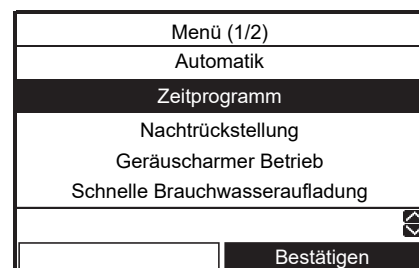 Menü (1/2)
Automatik
Zeitprogramm
Nachtrückstellung
Geräuscharmer Betrieb
Schnelle Brauchwasseraufladung
Bestätigen